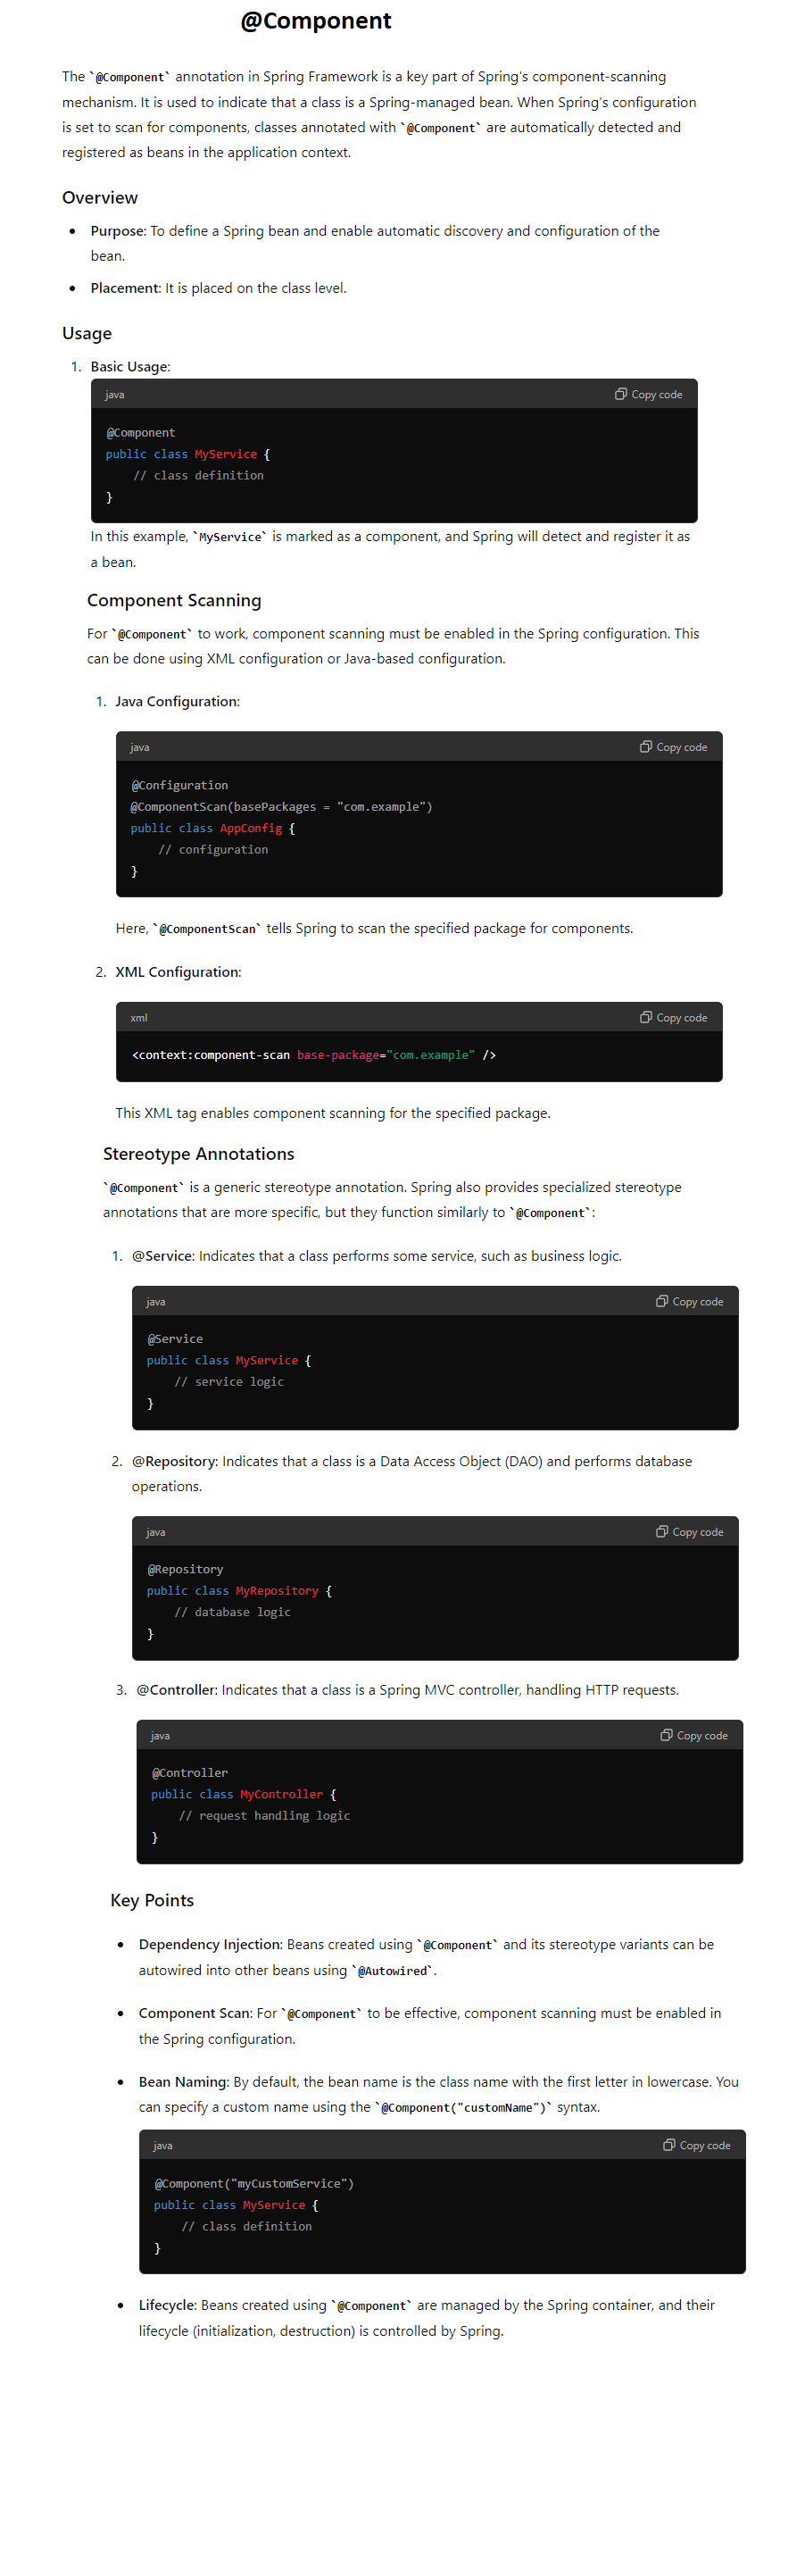 @Component
The `@Component` annotation in Spring Framework is a key part of Spring's component-scanning
mechanism. It is used to indicate that a class is a Spring-managed bean. When Spring's configuration
is set to scan for components, classes annotated with `@Component` are automatically detected and
registered as beans in the application context.
Overview
• Purpose: To define a Spring bean and enable automatic discovery and configuration of the
bean.
• Placement: It is placed on the class level.
Usage
1. Basic Usage:
java Copy code
@Component
public class MyService {
// class definition
}
In this example, `MyService` is marked as a component, and Spring will detect and register it as
a bean.
Component Scanning
For `@Component` to work, component scanning must be enabled in the Spring configuration. This
can be done using XML configuration or Java-based configuration.
1. Java Configuration:
java Copy code
@Configuration
@ComponentScan(basePackages = "com.example")
public class AppConfig {
// configuration
}
Here, `@ComponentScan` tells Spring to scan the specified package for components.
2. XML Configuration:
xml Copy code
<context:component-scan base-package="com.example" />
This XML tag enables component scanning for the specified package.
Stereotype Annotations
`@Component` is a generic stereotype annotation. Spring also provides specialized stereotype
annotations that are more specific, but they function similarly to `@Component`:
1. @Service: Indicates that a class performs some service, such as business logic.
java Copy code
@Service
public class MyService {
// service logic
}
2. @Repository: Indicates that a class is a Data Access Object (DAO) and performs database
operations.
java Copy code
@Repository
public class MyRepository {
// database logic
}
3. @Controller: Indicates that a class is a Spring MVC controller, handling HTTP requests.
java Copy code
@Controller
public class MyController {
// request handling logic
}
Key Points
• Dependency Injection: Beans created using `@Component` and its stereotype variants can be
autowired into other beans using `@Autowired`.
• Component Scan: For `@Component` to be effective, component scanning must be enabled in
the Spring configuration.
• Bean Naming: By default, the bean name is the class name with the first letter in lowercase. You
can specify a custom name using the `@Component("customName")` syntax.
java Copy code
@Component("myCustomService")
public class MyService {
// class definition
}
• Lifecycle: Beans created using `@Component` are managed by the Spring container, and their
lifecycle (initialization, destruction) is controlled by Spring.